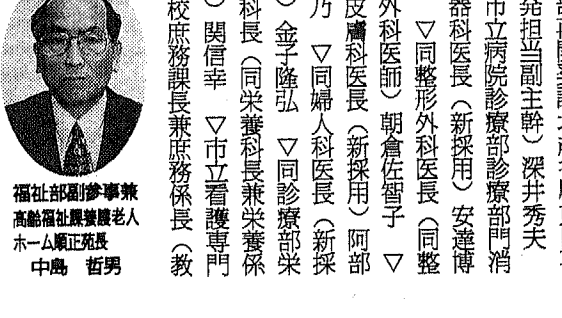 発担当副主幹）深井秀夫
市立病院診療部診療部門消
器科医長（新採用）安達博
▽同整形外科医長（同整
外科医師）朝倉佐智子　▽
皮膚科医長（新採用）阿部
乃　▽同婦人科医長（新採
）金子隆弘　▽同診療部栄
科長（同栄養科長兼栄養係
）関信幸　▽市立看護専門
校庶務課長兼庶務係長（教
福祉部副参事兼
高齢福祉課養護老人
ホーム順正苑長
中島　哲男